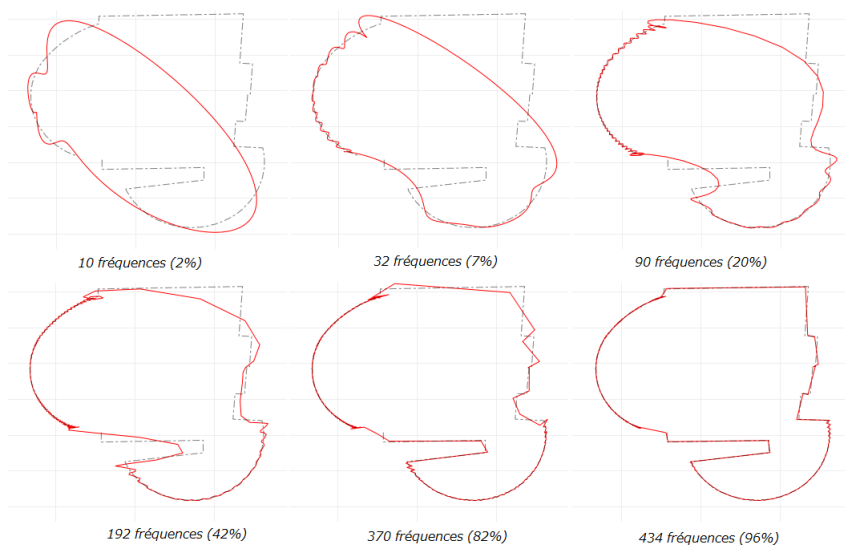 10 fréquences (2%)
32 fréquences (7%)
90 fréquences (20%)
192 fréquences (42%)
370 fréquences (82%)
434 fréquences (96%)